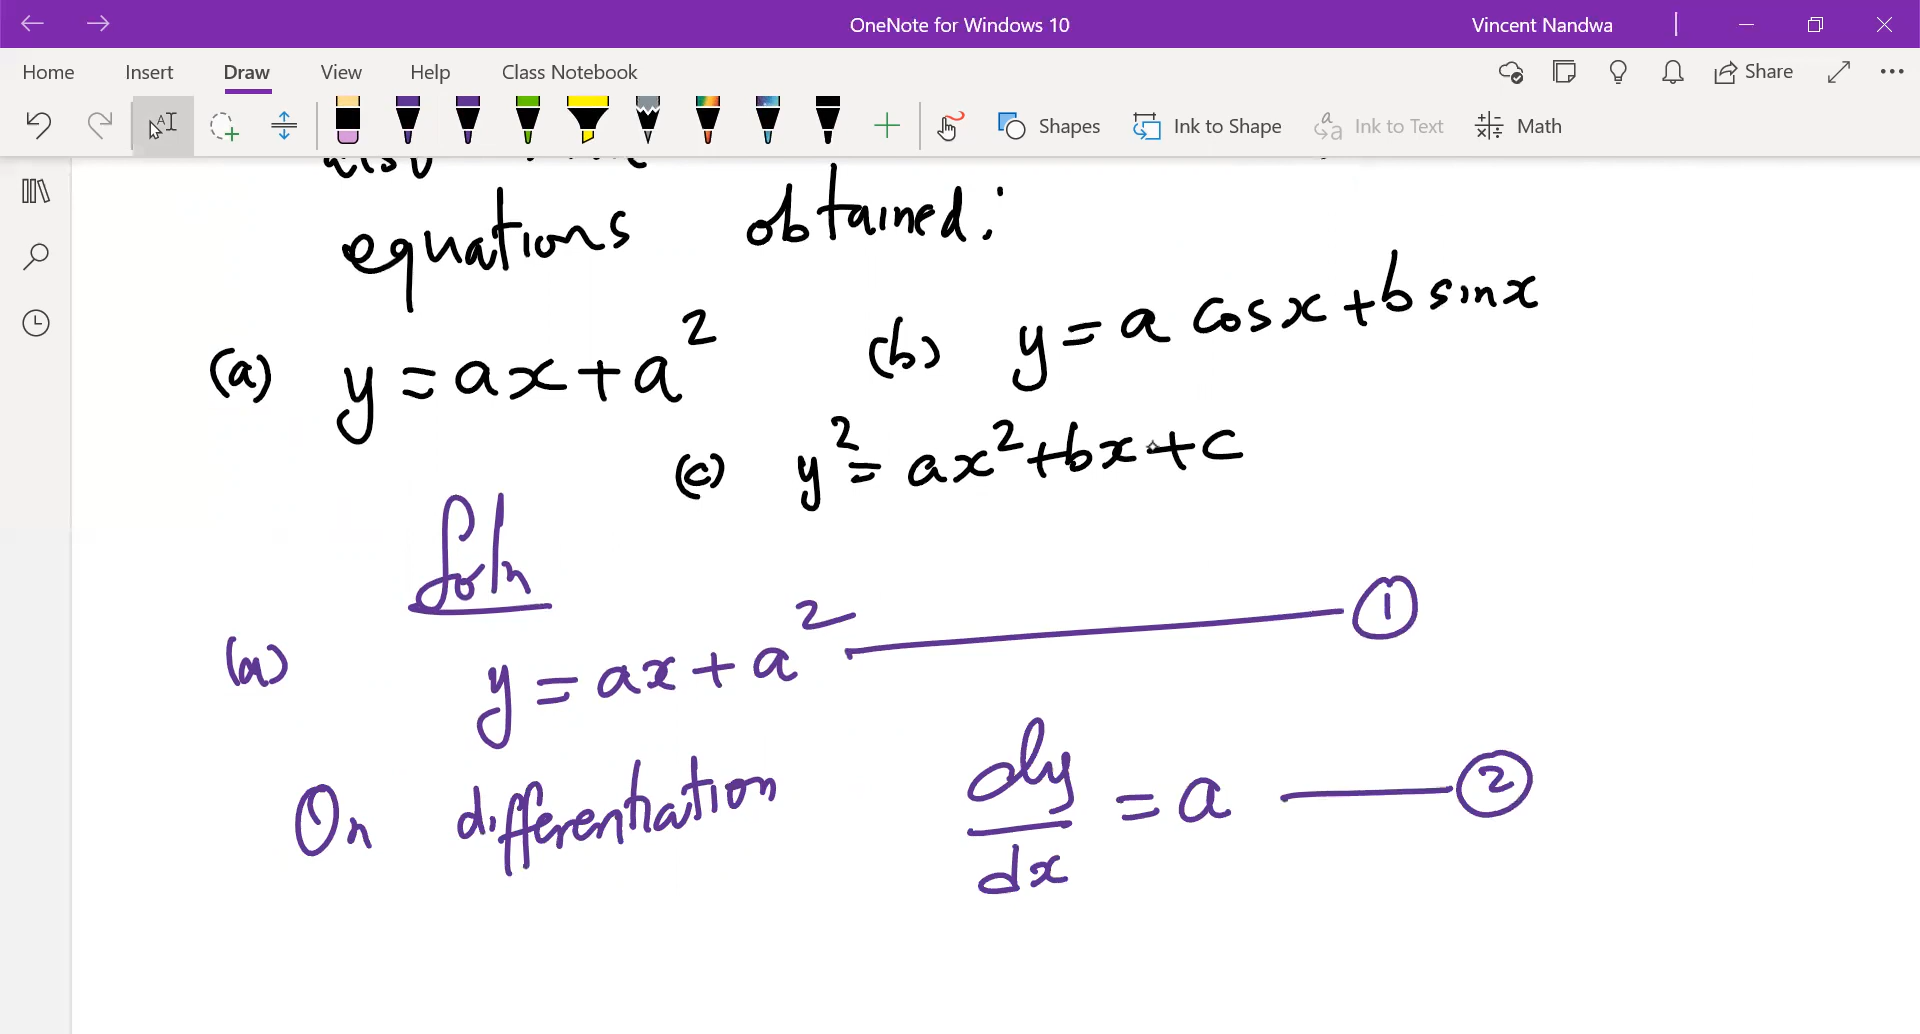 OneNote for Windows 10
Vincent Nandwa
Home Insert Draw View Help Class Notebook Share
Shapes Ink to Shape Ink to Text Math
equations obtained:
(a) y = ax + a² (b) y = a cosx + b sinx
(c) y² = ax² + bx + c
Soln
(a) y = ax + a² ——— ①
On differentiation dy/dx = a ——— ②